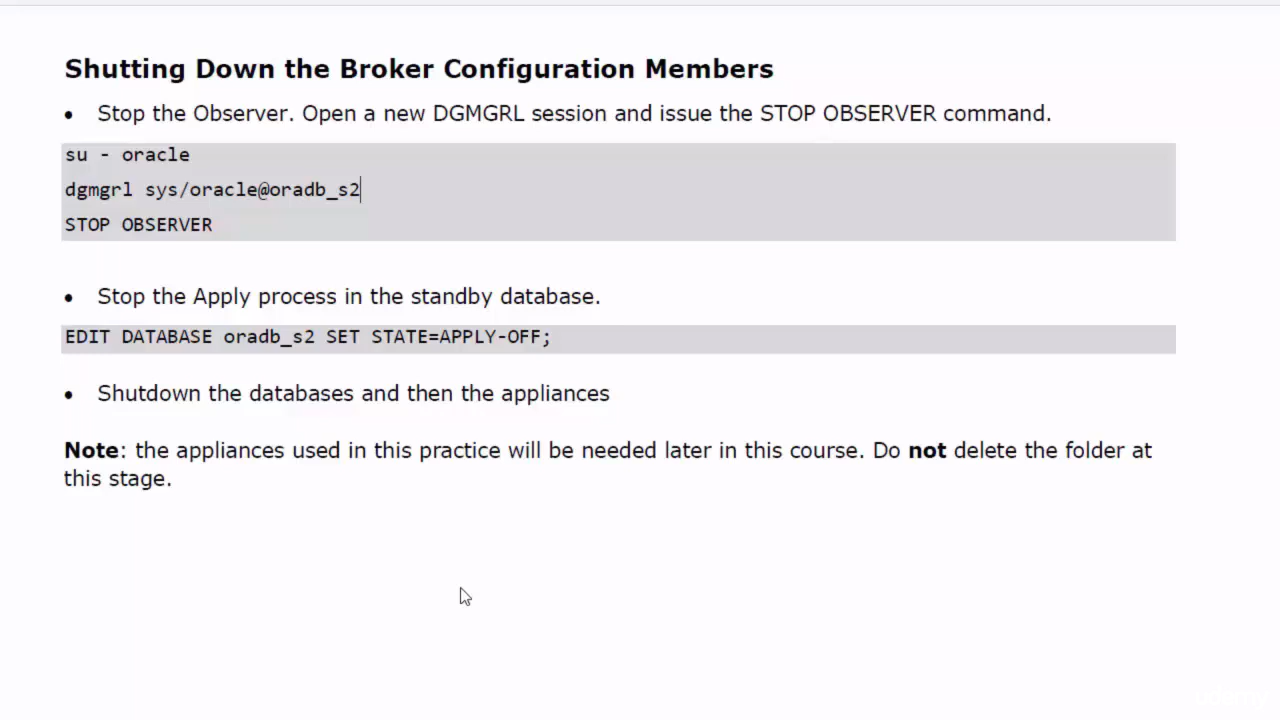 Shutting Down the Broker Configuration Members
• Stop the Observer. Open a new DGMGRL session and issue the STOP OBSERVER command.
su - oracle
dgmgrl sys/oracle@oradb_s2
STOP OBSERVER
• Stop the Apply process in the standby database.
EDIT DATABASE oradb_s2 SET STATE=APPLY-OFF;
• Shutdown the databases and then the appliances
Note: the appliances used in this practice will be needed later in this course. Do not delete the folder at
this stage.